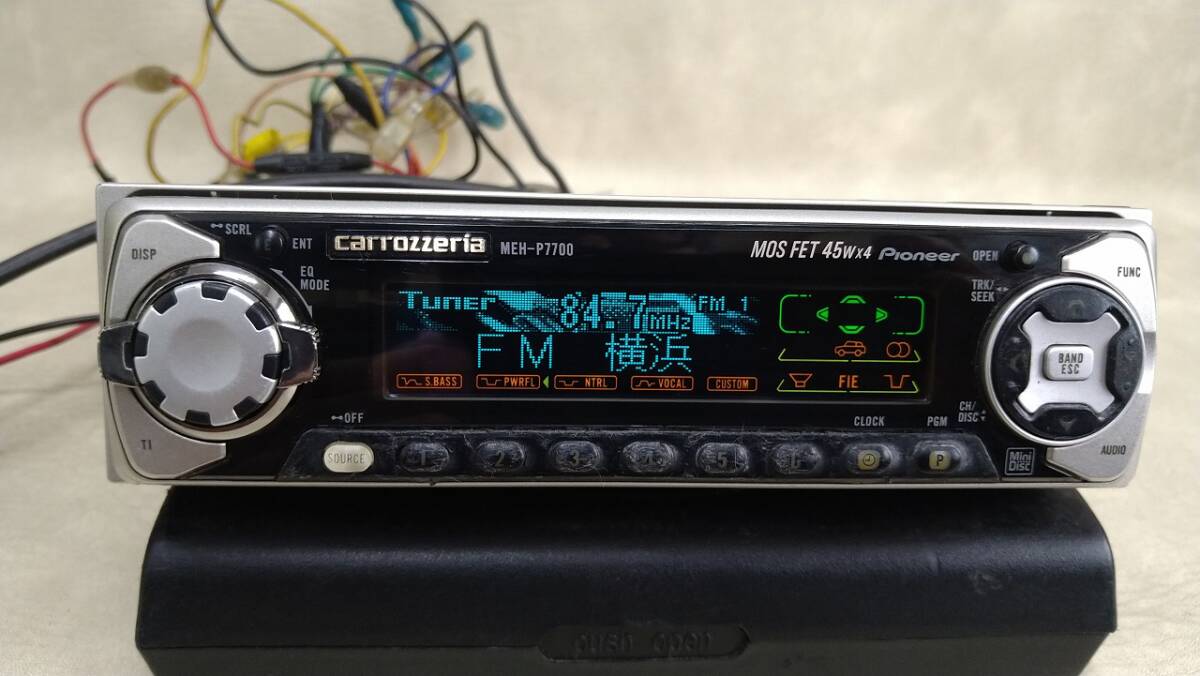 SCRL
DISP
ENT
carrozzeria
MEH-P7700
MOS FET 45W×4 Pioneer
OPEN
FUNC
EQ
MODE
TRK/
SEEK
Tuner 84.7 MHz FM 1
FM 横浜
BAND
ESC
S.BASS PWRFL NTRL VOCAL CUSTOM
FIE
OFF
CLOCK
PGM
CH/
DISC
TI
SOURCE
1 2 3 4 5 6
P
Mini
Disc
AUDIO
push open